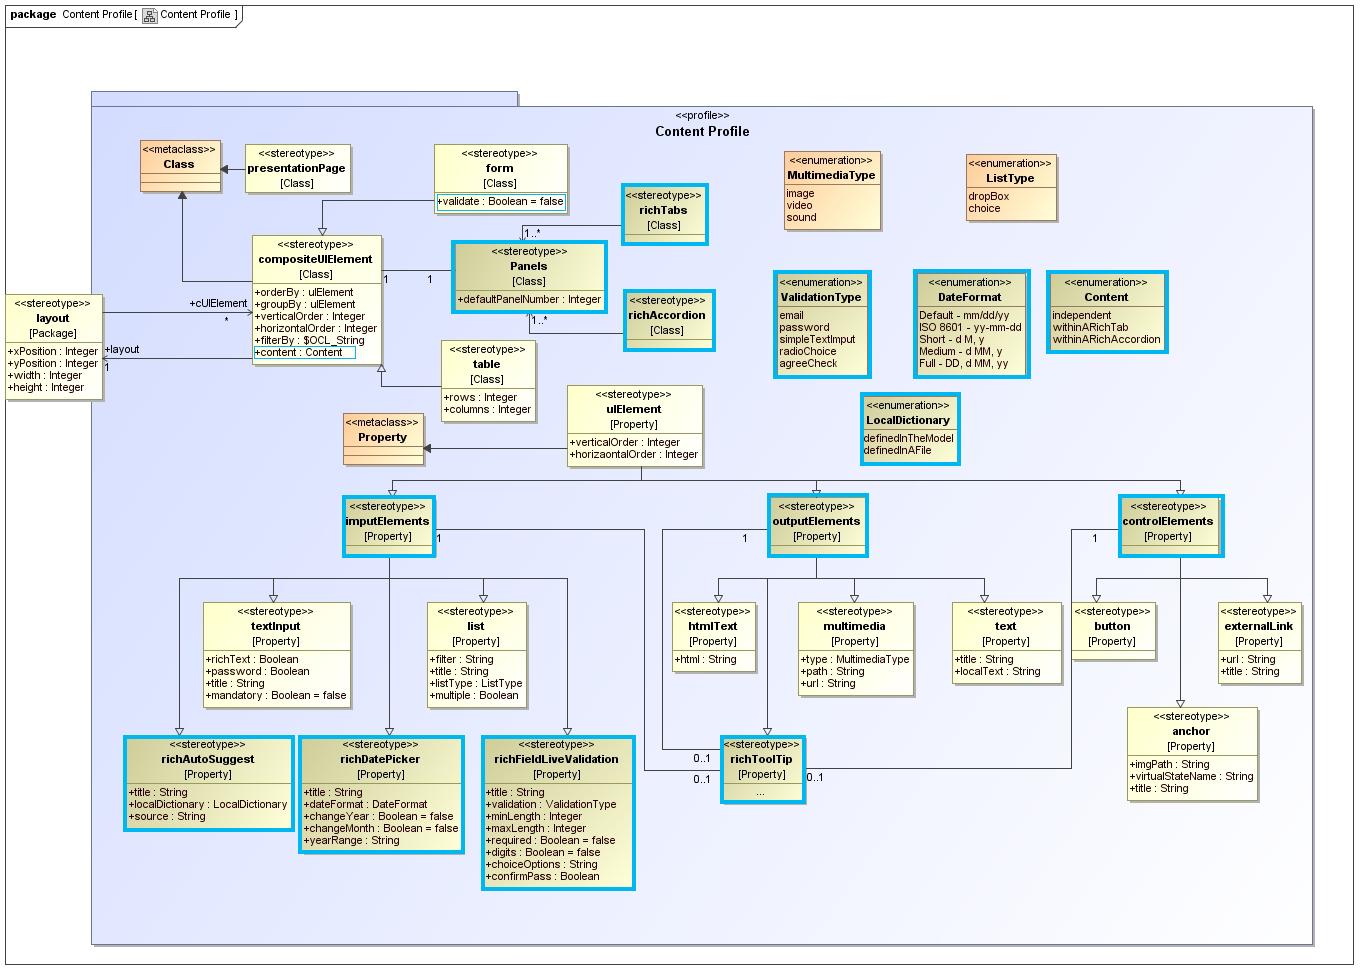 package Content Profile[ Content Profile ]
<<profile>>
Content Profile
<<metaclass>>
Class
<<stereotype>>
presentationPage
[Class]
<<stereotype>>
form
[Class]
+validate : Boolean = false
<<stereotype>>
richTabs
[Class]
<<enumeration>>
MultimediaType
image
video
sound
<<enumeration>>
ListType
dropBox
choice
<<stereotype>>
compositeUIElement
[Class]
+orderBy : uIElement
+groupBy : uIElement
+verticalOrder : Integer
+horizontalOrder : Integer
+filterBy : $OCL_String
+content : Content
1
1
1..*
<<stereotype>>
Panels
[Class]
+defaultPanelNumber : Integer
1..*
<<stereotype>>
richAccordion
[Class]
<<enumeration>>
ValidationType
email
password
simpleTextImput
radioChoice
agreeCheck
<<enumeration>>
DateFormat
Default - mm/dd/yy
ISO 8601 - yy-mm-dd
Short - d M, y
Medium - d MM, y
Full - DD, d MM, yy
<<enumeration>>
Content
independent
withinARichTab
withinARichAccordion
<<stereotype>>
layout
[Package]
+xPosition : Integer
+yPosition : Integer
+width : Integer
+height : Integer
+cUIElement
*
+layout
1
<<stereotype>>
table
[Class]
+rows : Integer
+columns : Integer
<<metaclass>>
Property
<<stereotype>>
uIElement
[Property]
+verticalOrder : Integer
+horizaontalOrder : Integer
<<enumeration>>
LocalDictionary
definedInTheModel
definedInAFile
<<stereotype>>
imputElements
[Property]
1
<<stereotype>>
outputElements
[Property]
1
<<stereotype>>
controlElements
[Property]
1
<<stereotype>>
textInput
[Property]
+richText : Boolean
+password : Boolean
+title : String
+mandatory : Boolean = false
<<stereotype>>
list
[Property]
+filter : String
+title : String
+listType : ListType
+multiple : Boolean
<<stereotype>>
htmlText
[Property]
+html : String
<<stereotype>>
multimedia
[Property]
+type : MultimediaType
+path : String
+url : String
<<stereotype>>
text
[Property]
+title : String
+localText : String
<<stereotype>>
button
[Property]
<<stereotype>>
externalLink
[Property]
+url : String
+title : String
<<stereotype>>
richAutoSuggest
[Property]
+title : String
+localDictionary : LocalDictionary
+source : String
<<stereotype>>
richDatePicker
[Property]
+title : String
+dateFormat : DateFormat
+changeYear : Boolean = false
+changeMonth : Boolean = false
+yearRange : String
<<stereotype>>
richFieldLiveValidation
[Property]
+title : String
+validation : ValidationType
+minLength : Integer
+maxLength : Integer
+required : Boolean = false
+digits : Boolean = false
+choiceOptions : String
+confirmPass : Boolean
0..1
0..1
<<stereotype>>
richToolTip
[Property]
...
0..1
<<stereotype>>
anchor
[Property]
+imgPath : String
+virtualStateName : String
+title : String